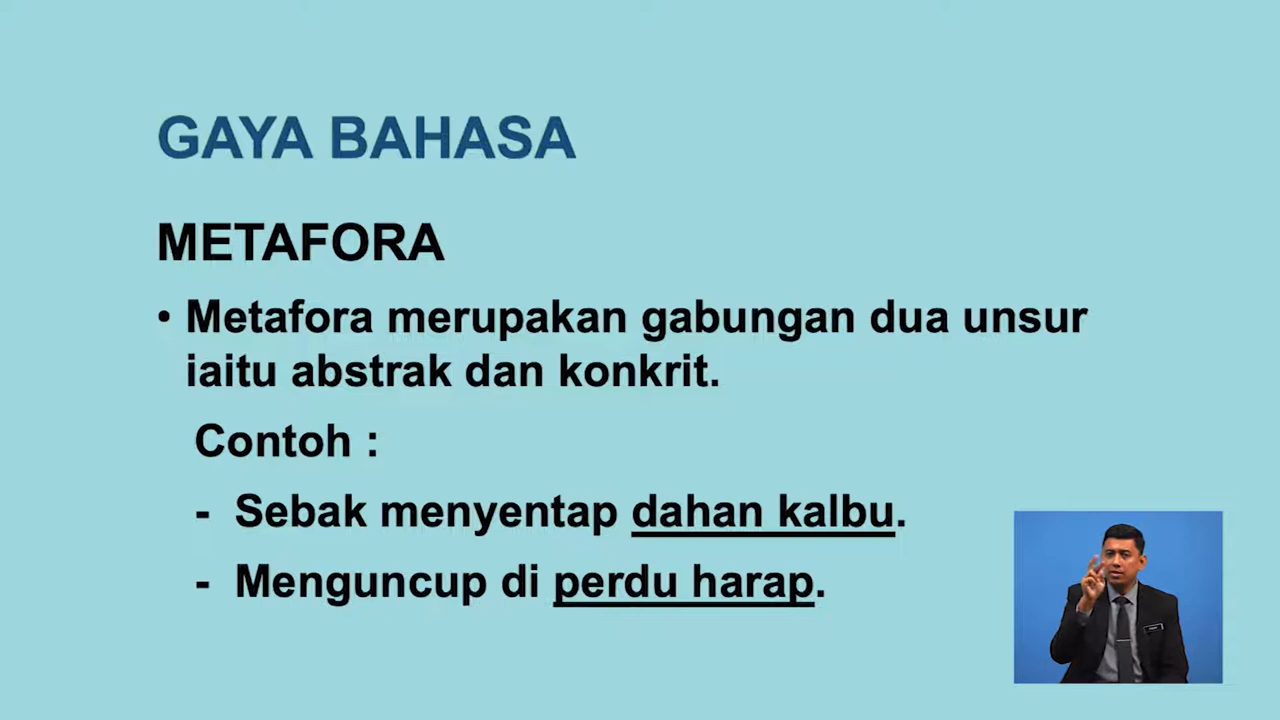 GAYA BAHASA
METAFORA
• Metafora merupakan gabungan dua unsur
iaitu abstrak dan konkrit.
Contoh :
- Sebak menyentap dahan kalbu.
- Menguncup di perdu harap.